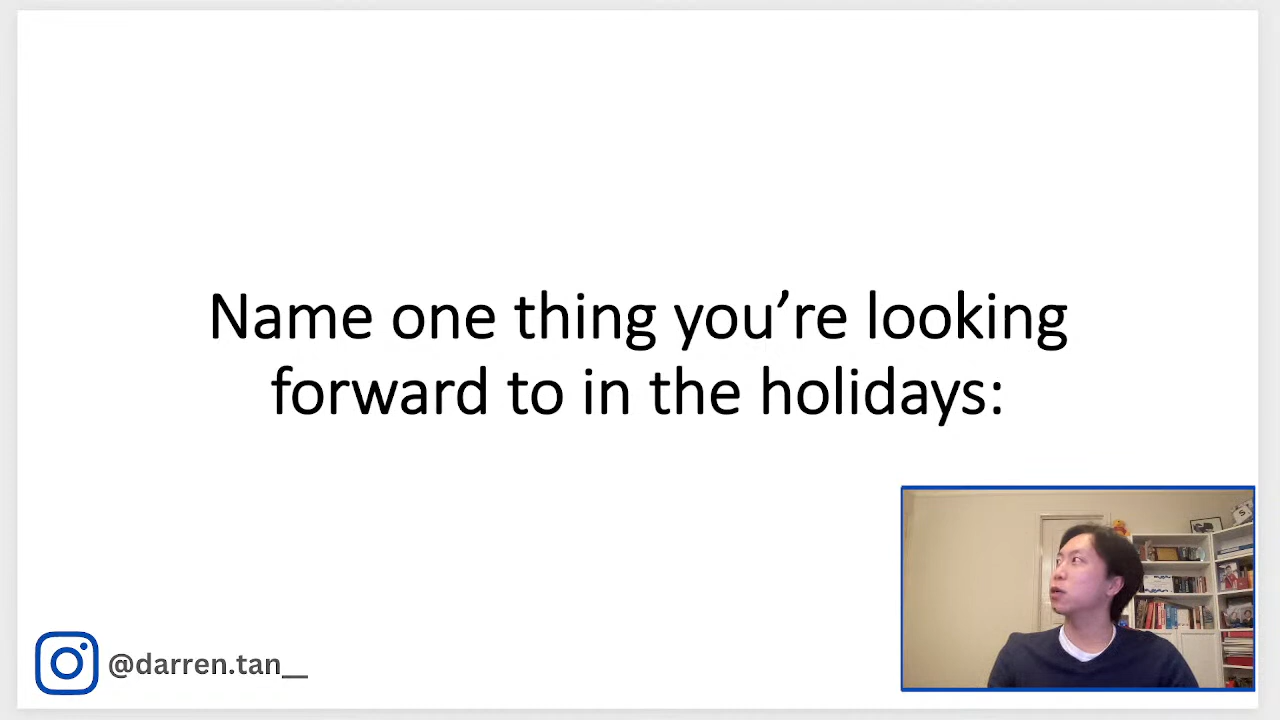 Name one thing you’re looking
forward to in the holidays:
@darren.tan__